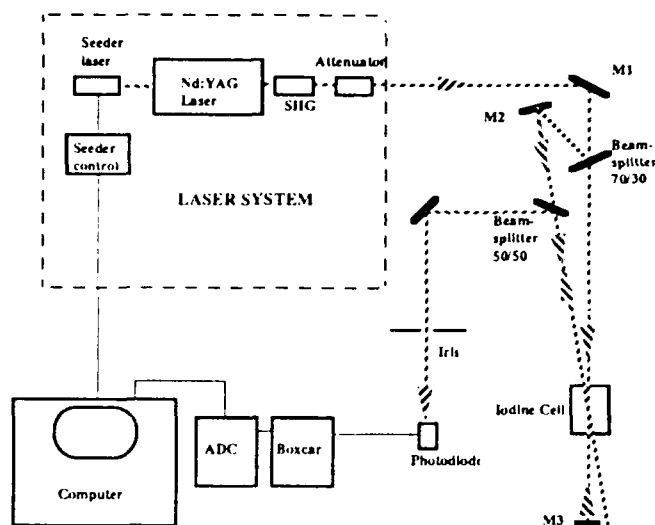 Seeder
laser
Nd:YAG
Laser
SHG
Attenuator
M1
M2
Seeder
control
Beam-
splitter
70/30
LASER SYSTEM
Beam-
splitter
50/50
Iris
Iodine Cell
ADC
Boxcar
Photodiode
Computer
M3